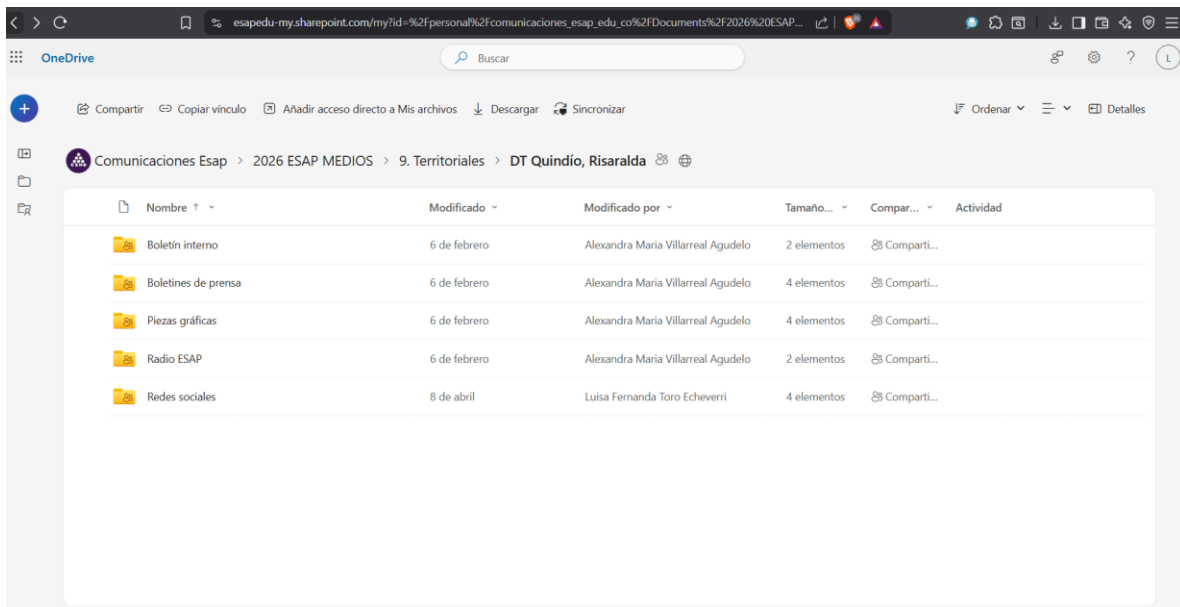 esapedu-my.sharepoint.com/my?id=%2Fpersonal%2Fcomunicaciones_esap_edu_co%2FDocuments%2F2026%20ESAP...
OneDrive
Buscar
L
Compartir Copiar vínculo Añadir acceso directo a Mis archivos Descargar Sincronizar Ordenar Detalles
Comunicaciones Esap > 2026 ESAP MEDIOS > 9. Territoriales > DT Quindío, Risaralda
Nombre ↑ Modificado Modificado por Tamaño... Compar... Actividad
Boletín interno 6 de febrero Alexandra Maria Villarreal Agudelo 2 elementos Comparti...
Boletines de prensa 6 de febrero Alexandra Maria Villarreal Agudelo 4 elementos Comparti...
Piezas gráficas 6 de febrero Alexandra Maria Villarreal Agudelo 4 elementos Comparti...
Radio ESAP 6 de febrero Alexandra Maria Villarreal Agudelo 2 elementos Comparti...
Redes sociales 8 de abril Luisa Fernanda Toro Echeverri 4 elementos Comparti...